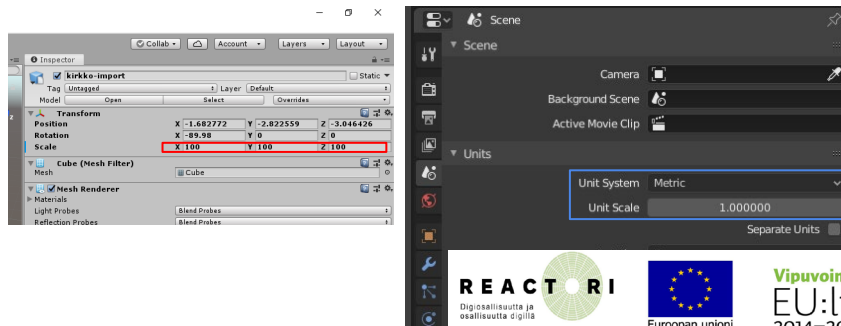 Collab
Account
Layers
Layout
Inspector
kirkko-import
Static
Tag Untagged
Layer Default
Model Open Select Overrides
Transform
Position X -1.682772 Y -2.822559 Z -3.046426
Rotation X -89.98 Y 0 Z 0
Scale X 100 Y 100 Z 100
Cube (Mesh Filter)
Mesh Cube
Mesh Renderer
Materials
Light Probes Blend Probes
Reflection Probes Blend Probes
Scene
Scene
Camera
Background Scene
Active Movie Clip
Units
Unit System Metric
Unit Scale 1.000000
Separate Units
REACTORI
Digiosallisuutta ja
osallisuutta digillä
Euroopan unioni
Vipuvoim
EU:lt
2014–20